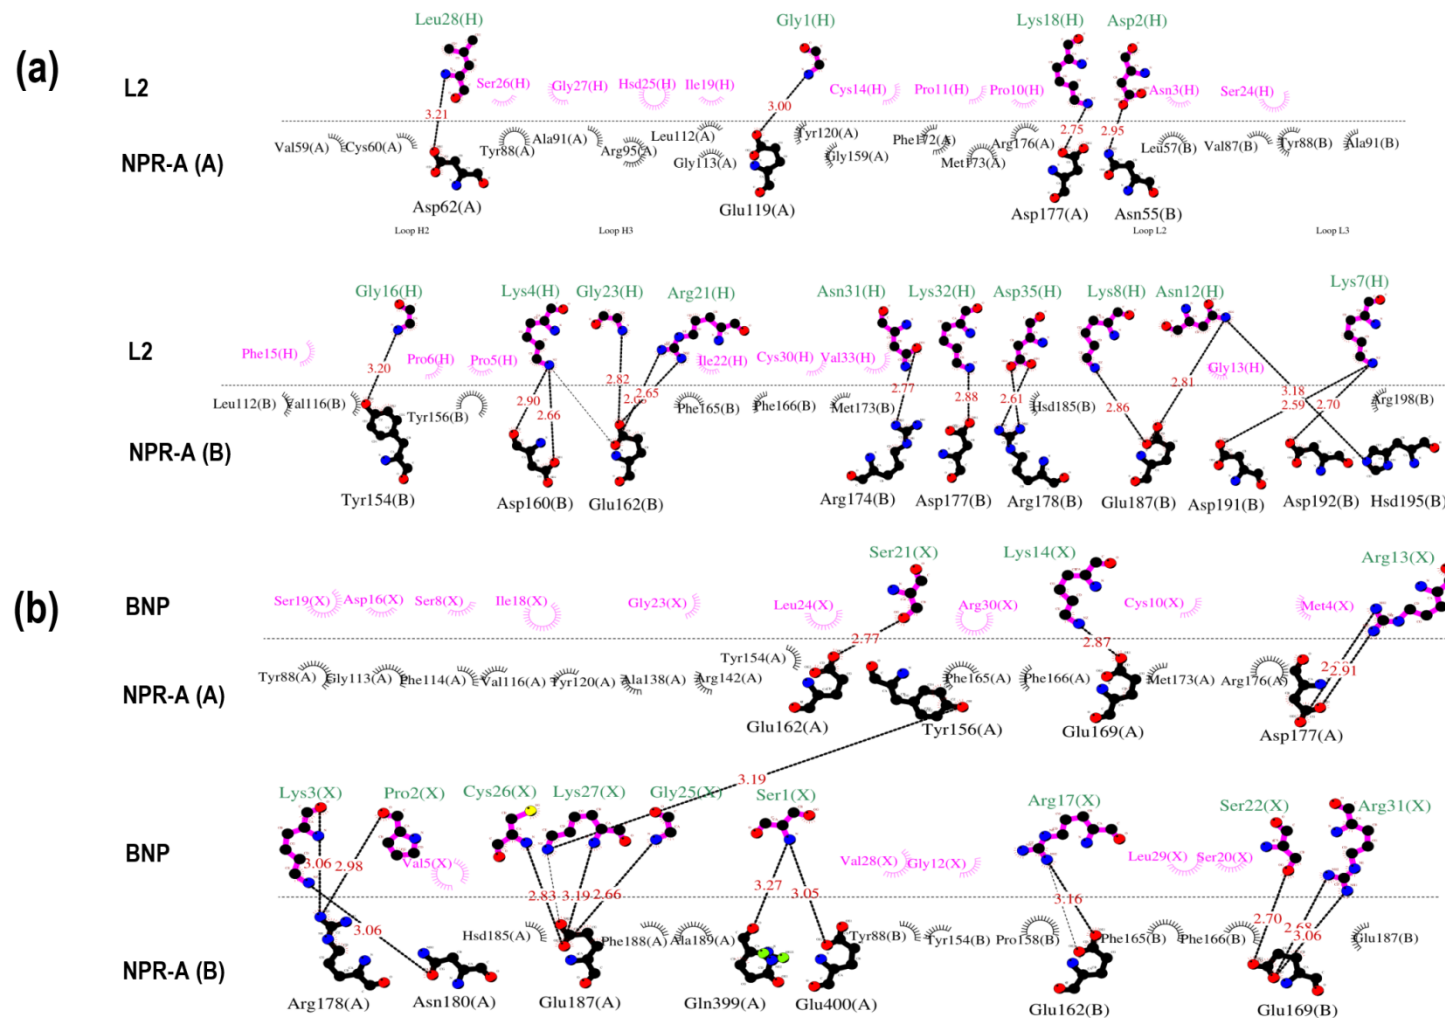 (a)
Leu28(H) Gly1(H) Lys18(H) Asp2(H)
L2
Ser26(H) Gly27(H) Hsd25(H) Ile19(H) Cys14(H) Pro11(H) Pro10(H) Asn3(H) Ser24(H)
3.21 3.00 2.75 2.95
NPR-A (A)
Val59(A) Cys60(A) Tyr88(A) Ala91(A) Arg95(A) Leu112(A) Gly113(A) Tyr120(A) Gly159(A) Phe172(A) Met173(A) Arg176(A) Leu57(B) Val87(B) Tyr88(B) Ala91(B)
Asp62(A) Glu119(A) Asp177(A) Asn55(B)
Loop H2 Loop H3 Loop L2 Loop L3
Gly16(H) Lys4(H) Gly23(H) Arg21(H) Asn31(H) Lys32(H) Asp35(H) Lys8(H) Asn12(H) Lys7(H)
L2
Phe15(H) Pro6(H) Pro5(H) Ile22(H) Cys30(H) Val33(H) Gly13(H)
3.20 2.90 2.66 2.82 2.65 2.77 2.88 2.61 2.86 2.81 3.18 2.59 2.70
Leu112(B) Val116(B) Tyr156(B) Phe165(B) Phe166(B) Met173(B) Hsd185(B) Arg198(B)
NPR-A (B)
Tyr154(B) Asp160(B) Glu162(B) Arg174(B) Asp177(B) Arg178(B) Glu187(B) Asp191(B) Asp192(B) Hsd195(B)
(b)
Ser21(X) Lys14(X) Arg13(X)
BNP
Ser19(X) Asp16(X) Ser8(X) Ile18(X) Gly23(X) Leu24(X) Arg30(X) Cys10(X) Met4(X)
2.77 2.87 2.91
NPR-A (A)
Tyr88(A) Gly113(A) Phe114(A) Val116(A) Tyr120(A) Ala138(A) Arg142(A) Tyr154(A) Phe165(A) Phe166(A) Met173(A) Arg176(A)
Glu162(A) Tyr156(A) Glu169(A) Asp177(A)
3.19
Lys3(X) Pro2(X) Cys26(X) Lys27(X) Gly25(X) Ser1(X) Arg17(X) Ser22(X) Arg31(X)
BNP
Val5(X) Val28(X) Gly12(X) Leu29(X) Ser20(X)
3.06 2.98 3.06 2.83 3.19 2.66 3.27 3.05 3.16 2.70 2.68 3.06
Hsd185(A) Phe188(A) Ala189(A) Tyr88(B) Tyr154(B) Pro158(B) Phe165(B) Phe166(B) Glu187(B)
NPR-A (B)
Arg178(A) Asn180(A) Glu187(A) Gln399(A) Glu400(A) Glu162(B) Glu169(B)